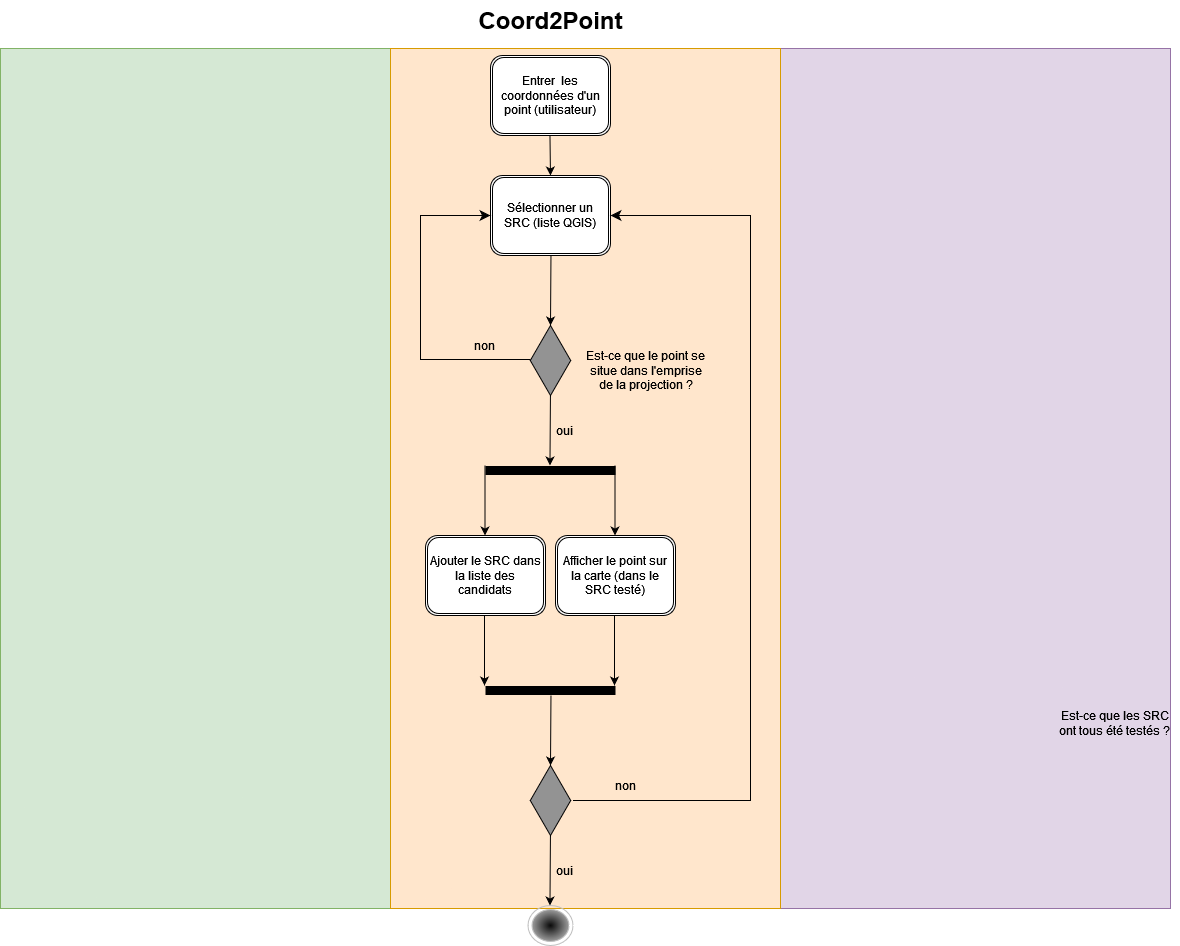 Coord2Point
Entrer les
coordonnées d'un
point (utilisateur)
Sélectionner un
SRC (liste QGIS)
non
Est-ce que le point se
situe dans l'emprise
de la projection ?
oui
Ajouter le SRC dans
la liste des
candidats
Afficher le point sur
la carte (dans le
SRC testé)
Est-ce que les SRC
ont tous été testés ?
non
oui